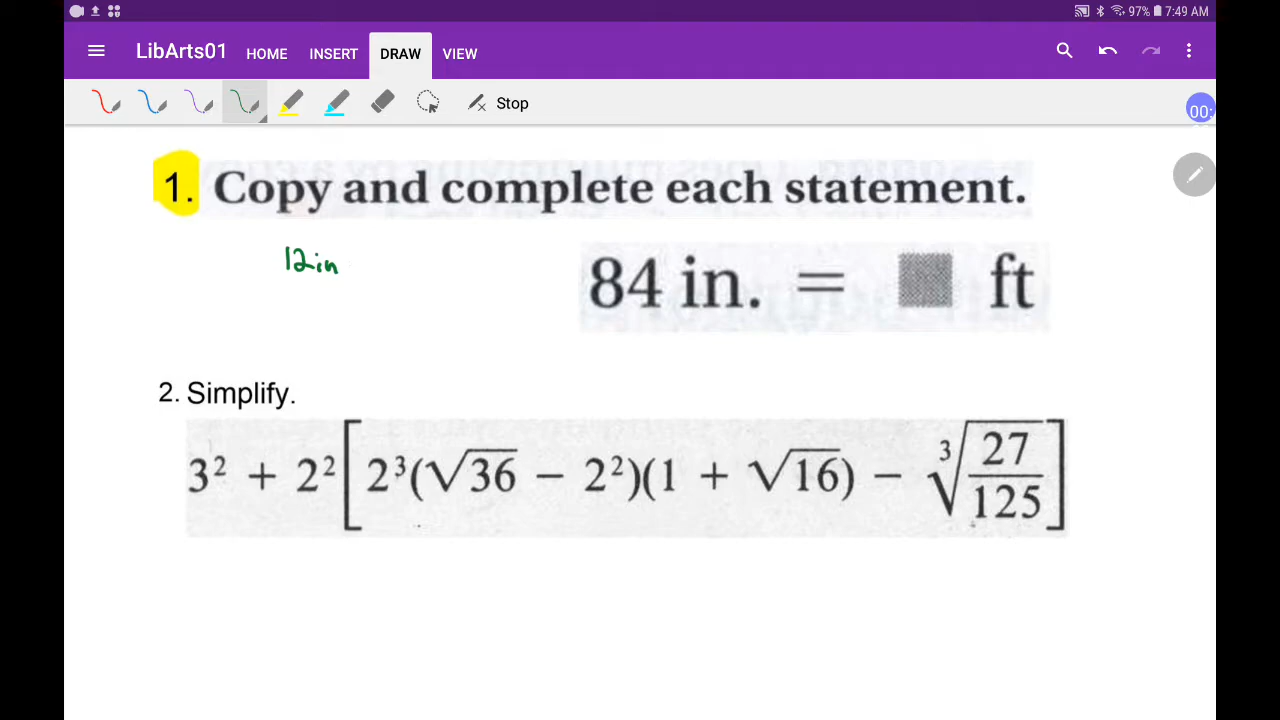 97% 7:49 AM
LibArts01 HOME INSERT DRAW VIEW
Stop
00:
1. Copy and complete each statement.
12in
84 in. = ■ ft
2. Simplify.
3² + 2²[2³(√36 − 2²)(1 + √16) − ∛(27/125)]